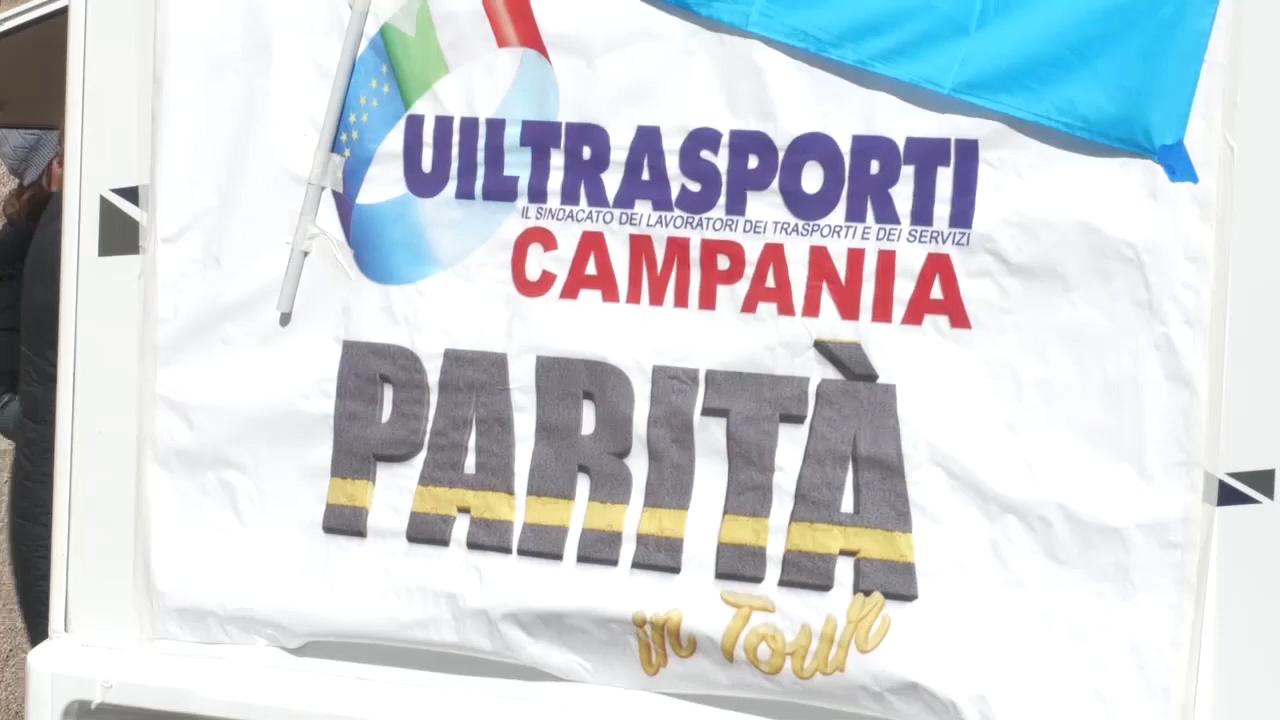 UILTRASPORTI
IL SINDACATO DEI LAVORATORI DEI TRASPORTI E DEI SERVIZI
CAMPANIA
PARITÀ
in Tour